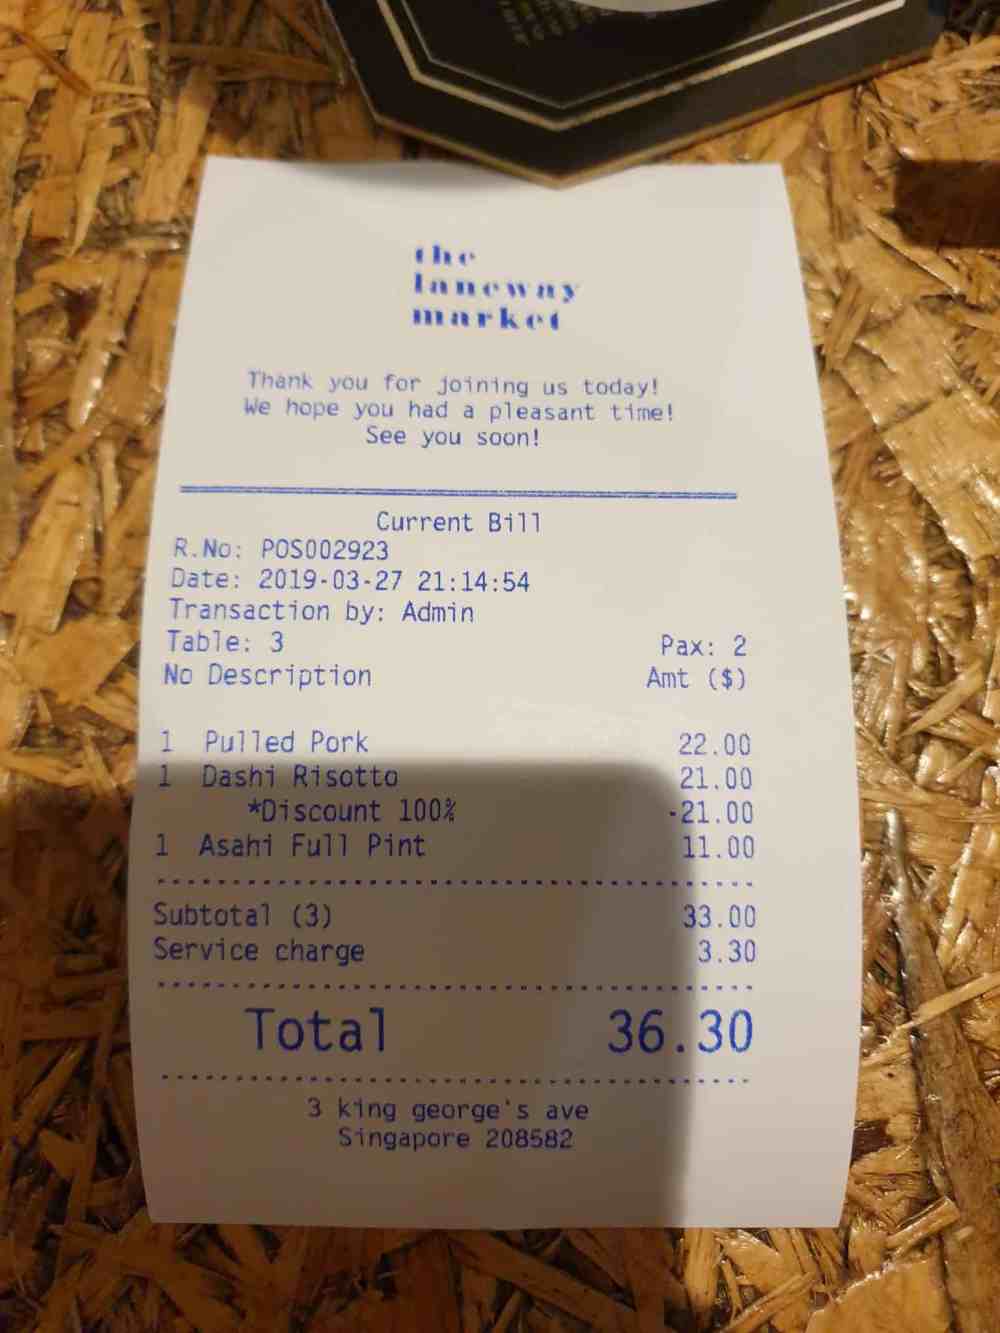 the
laneway
market
Thank you for joining us today!
We hope you had a pleasant time!
See you soon!
Current Bill
R.No: POS002923
Date: 2019-03-27 21:14:54
Transaction by: Admin
Table: 3 Pax: 2
No Description Amt ($)
1 Pulled Pork 22.00
1 Dashi Risotto 21.00
*Discount 100% -21.00
1 Asahi Full Pint 11.00
Subtotal (3) 33.00
Service charge 3.30
Total 36.30
3 king george's ave
Singapore 208582